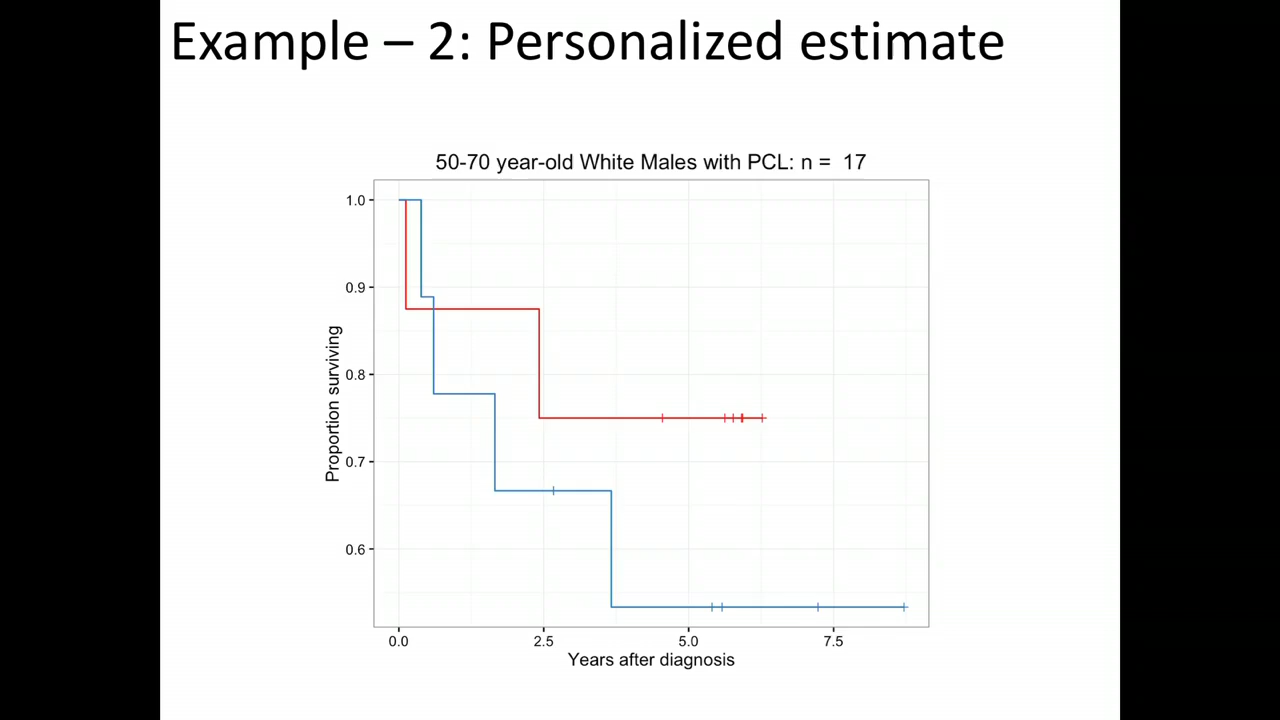 Example – 2: Personalized estimate
50-70 year-old White Males with PCL: n =  17
1.0
0.9
0.8
0.7
0.6
Proportion surviving
0.0
2.5
5.0
7.5
Years after diagnosis